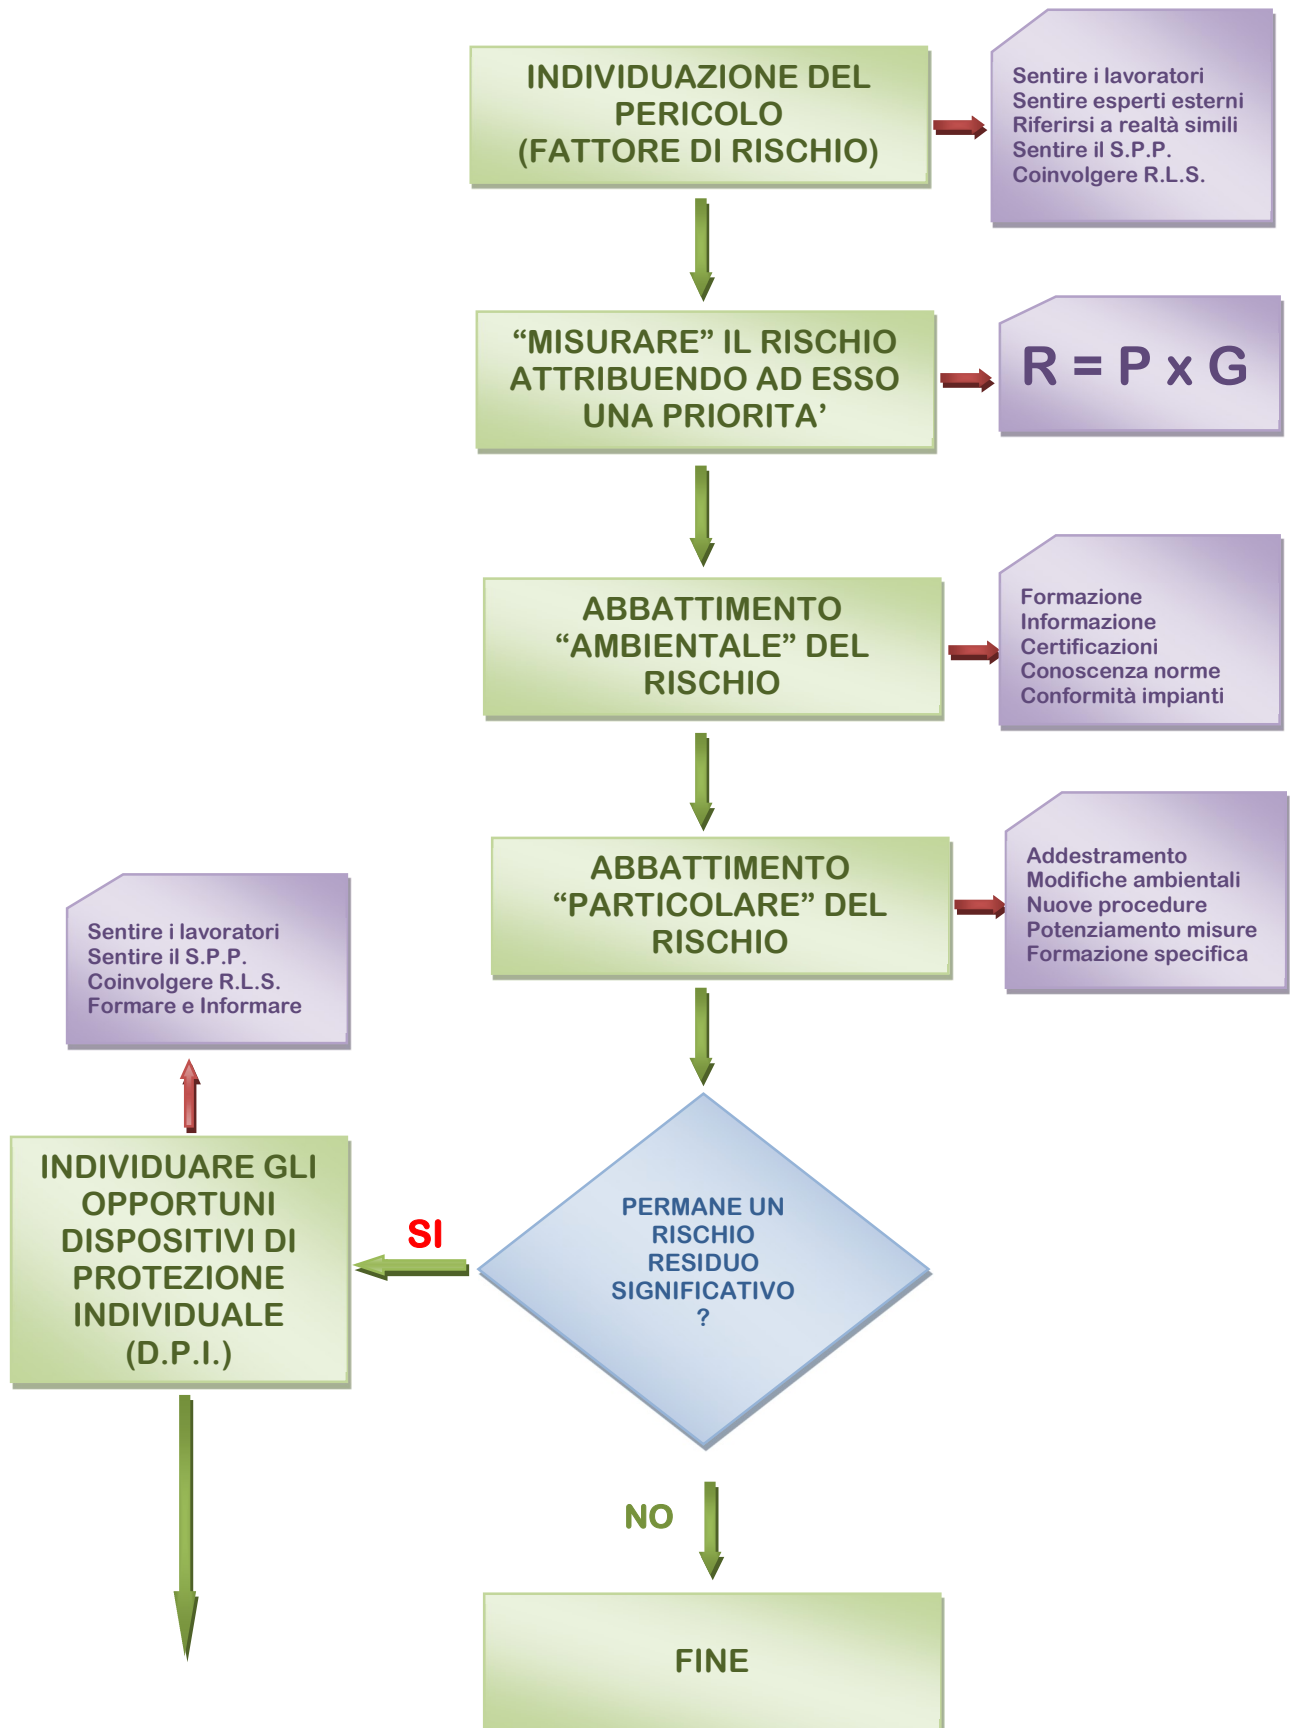 INDIVIDUAZIONE DEL
PERICOLO
(FATTORE DI RISCHIO)
Sentire i lavoratori
Sentire esperti esterni
Riferirsi a realtà simili
Sentire il S.P.P.
Coinvolgere R.L.S.
“MISURARE” IL RISCHIO
ATTRIBUENDO AD ESSO
UNA PRIORITA’
R = P x G
ABBATTIMENTO
“AMBIENTALE” DEL
RISCHIO
Formazione
Informazione
Certificazioni
Conoscenza norme
Conformità impianti
ABBATTIMENTO
“PARTICOLARE” DEL
RISCHIO
Addestramento
Modifiche ambientali
Nuove procedure
Potenziamento misure
Formazione specifica
Sentire i lavoratori
Sentire il S.P.P.
Coinvolgere R.L.S.
Formare e Informare
INDIVIDUARE GLI
OPPORTUNI
DISPOSITIVI DI
PROTEZIONE
INDIVIDUALE
(D.P.I.)
SI
PERMANE UN
RISCHIO
RESIDUO
SIGNIFICATIVO
?
NO
FINE